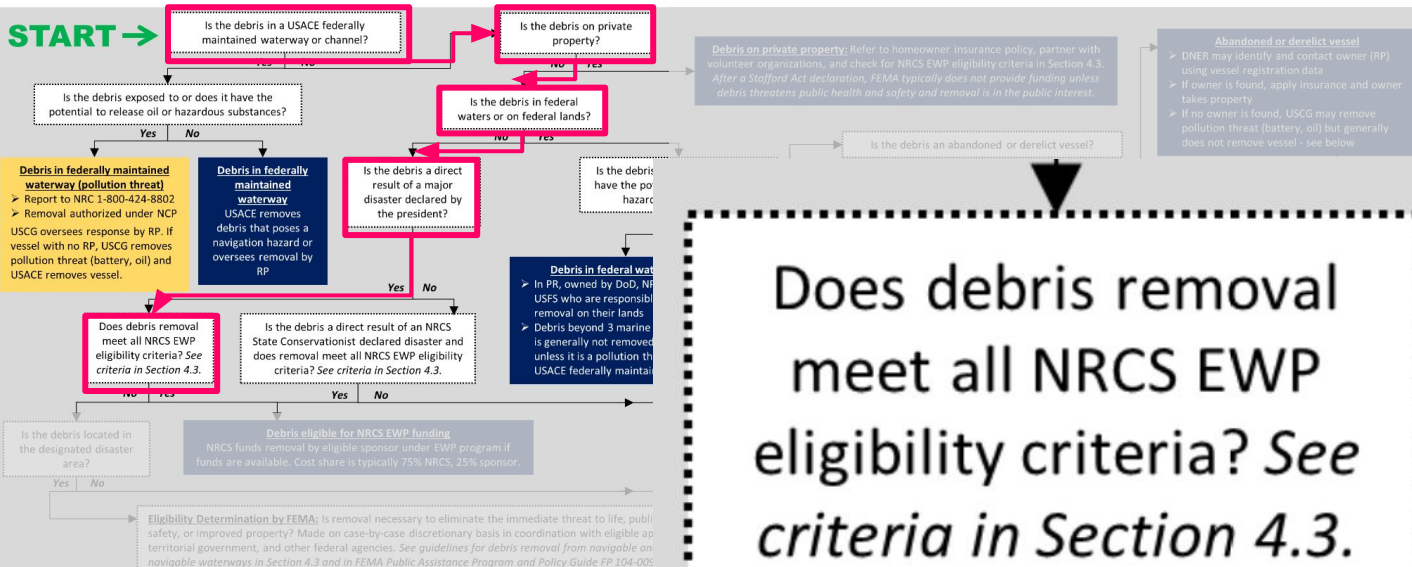 START
Is the debris in a USACE federally
maintained waterway or channel?
Yes No
Is the debris on private
property?
No Yes
Debris on private property: Refer to homeowner insurance policy, partner with
volunteer organizations, and check for NRCS EWP eligibility criteria in Section 4.3.
After a Stafford Act declaration, FEMA typically does not provide funding unless
debris threatens public health and safety and removal is in the public interest.
Abandoned or derelict vessel
➢ DNER may identify and contact owner (RP)
using vessel registration data
➢ If owner is found, apply insurance and owner
takes property
➢ If no owner is found, USCG may remove
pollution threat (battery, oil) but generally
does not remove vessel - see below
Is the debris exposed to or does it have the
potential to release oil or hazardous substances?
Yes No
Is the debris in federal
waters or on federal lands?
No Yes
Is the debris an abandoned or derelict vessel?
Debris in federally maintained
waterway (pollution threat)
➢ Report to NRC 1-800-424-8802
➢ Removal authorized under NCP
USCG oversees response by RP. If
vessel with no RP, USCG removes
pollution threat (battery, oil) and
USACE removes vessel.
Debris in federally
maintained
waterway
USACE removes
debris that poses a
navigation hazard or
oversees removal by
RP
Is the debris a direct
result of a major
disaster declared by
the president?
Yes No
Is the debris
have the po
hazard
Debris in federal wat
➢ In PR, owned by DoD, NP
USFS who are responsibl
removal on their lands
➢ Debris beyond 3 marine
is generally not removed
unless it is a pollution th
USACE federally maintai
Does debris removal
meet all NRCS EWP
eligibility criteria? See
criteria in Section 4.3.
No Yes
Is the debris a direct result of an NRCS
State Conservationist declared disaster and
does removal meet all NRCS EWP eligibility
criteria? See criteria in Section 4.3.
Yes No
Is the debris located in
the designated disaster
area?
Yes No
Debris eligible for NRCS EWP funding
NRCS funds removal by eligible sponsor under EWP program if
funds are available. Cost share is typically 75% NRCS, 25% sponsor.
Eligibility Determination by FEMA: Is removal necessary to eliminate the immediate threat to life, publi
safety, or improved property? Made on case-by-case discretionary basis in coordination with eligible ap
territorial government, and other federal agencies. See guidelines for debris removal from navigable an
navigable waterways in Section 4.3 and in FEMA Public Assistance Program and Policy Guide FP 104-009
Does debris removal
meet all NRCS EWP
eligibility criteria? See
criteria in Section 4.3.